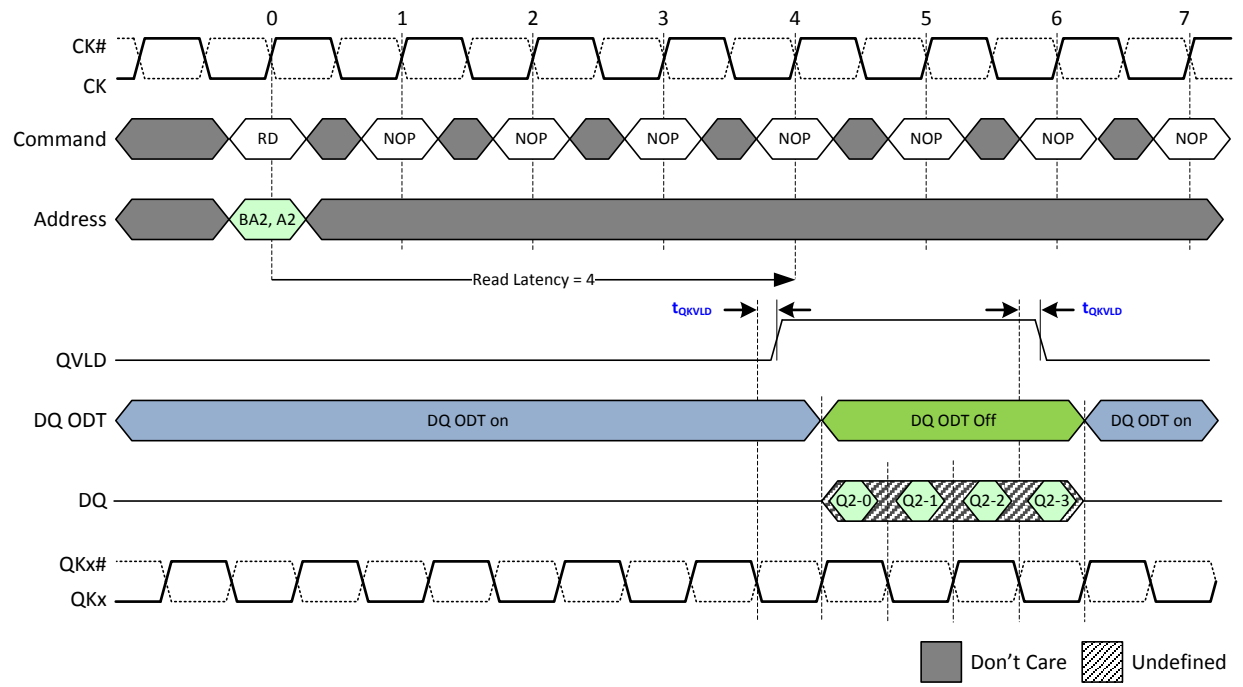 0 1 2 3 4 5 6 7
CK#
CK
Command RD NOP NOP NOP NOP NOP NOP NOP
Address BA2, A2
Read Latency = 4
tQKVLD tQKVLD
QVLD
DQ ODT DQ ODT on DQ ODT Off DQ ODT on
DQ Q2-0 Q2-1 Q2-2 Q2-3
QKx#
QKx
Don't Care Undefined